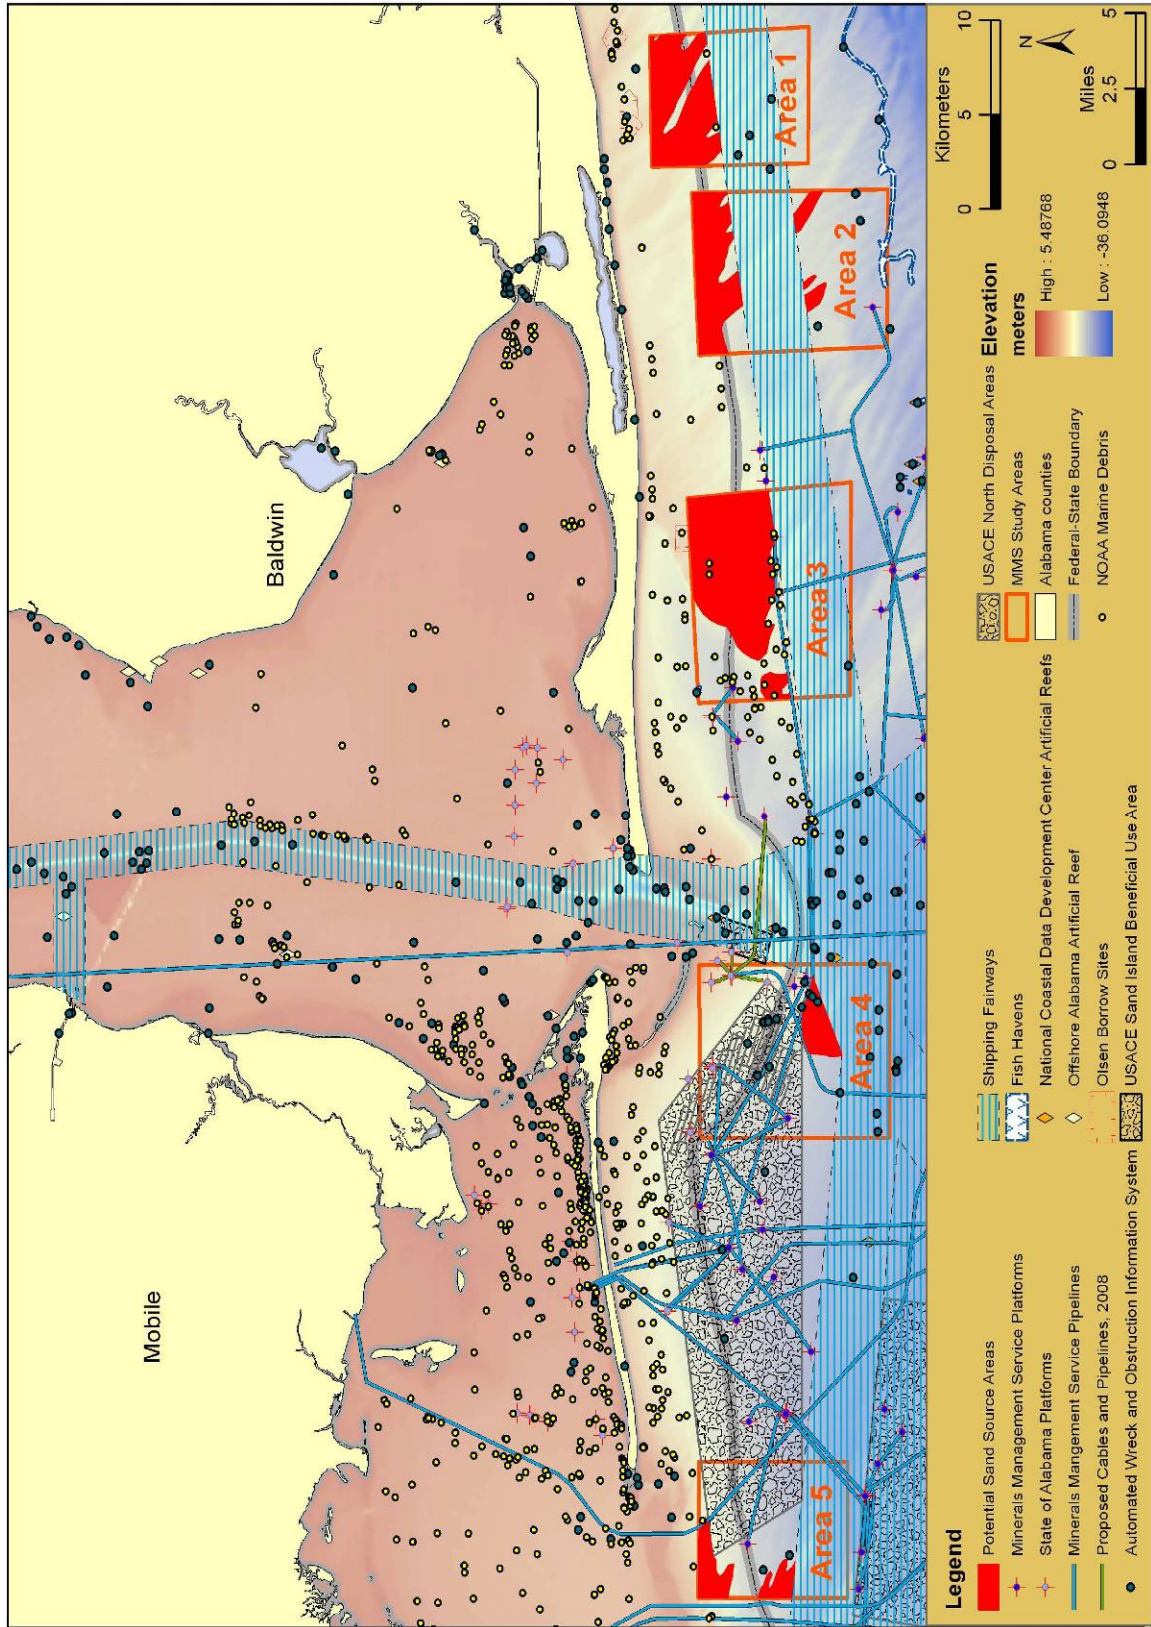 Mobile
Baldwin
Area 5
Area 4
Area 3
Area 2
Area 1
Legend
Potential Sand Source Areas
Minerals Management Service Platforms
State of Alabama Platforms
Minerals Mangement Service Pipelines
Proposed Cables and Pipelines, 2008
Automated Wreck and Obstruction Information System
Shipping Fairways
Fish Havens
National Coastal Data Development Center Artificial Reefs
Offshore Alabama Artificial Reef
Olsen Borrow Sites
USACE Sand Island Beneficial Use Area
USACE North Disposal Areas
MMS Study Areas
Alabama counties
Federal-State Boundary
NOAA Marine Debris
Elevation
meters
High : 5.48768
Low : -36.0948
Kilometers
0 5 10
N
Miles
0 2.5 5